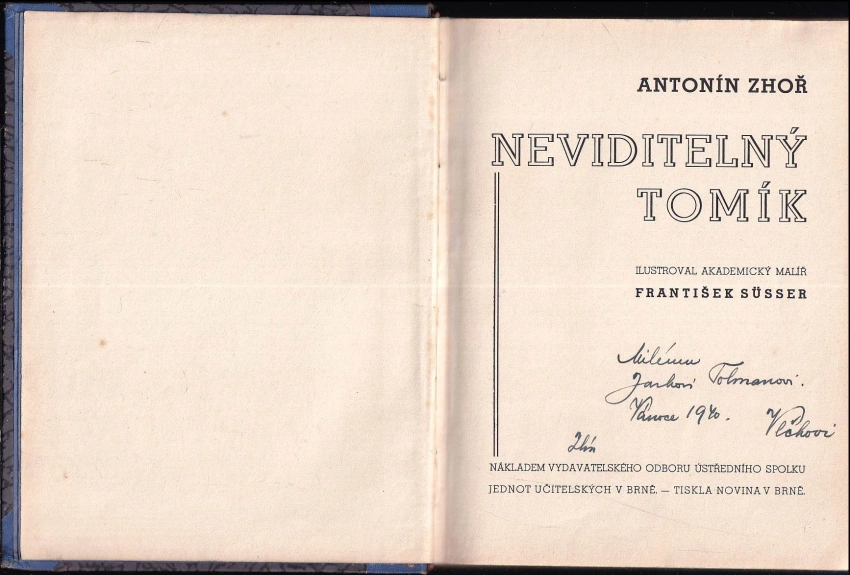 ANTONÍN ZHOŘ
NEVIDITELNÝ
TOMÍK
ILUSTROVAL AKADEMICKÝ MALÍŘ
FRANTIŠEK SÜSSER
Milému
Jarkovi Tolmanovi.
Vánoce 1940.
Vlčkovi
Zlín
NÁKLADEM VYDAVATELSKÉHO ODBORU ÚSTŘEDNÍHO SPOLKU
JEDNOT UČITELSKÝCH V BRNĚ. — TISKLA NOVINA V BRNĚ.